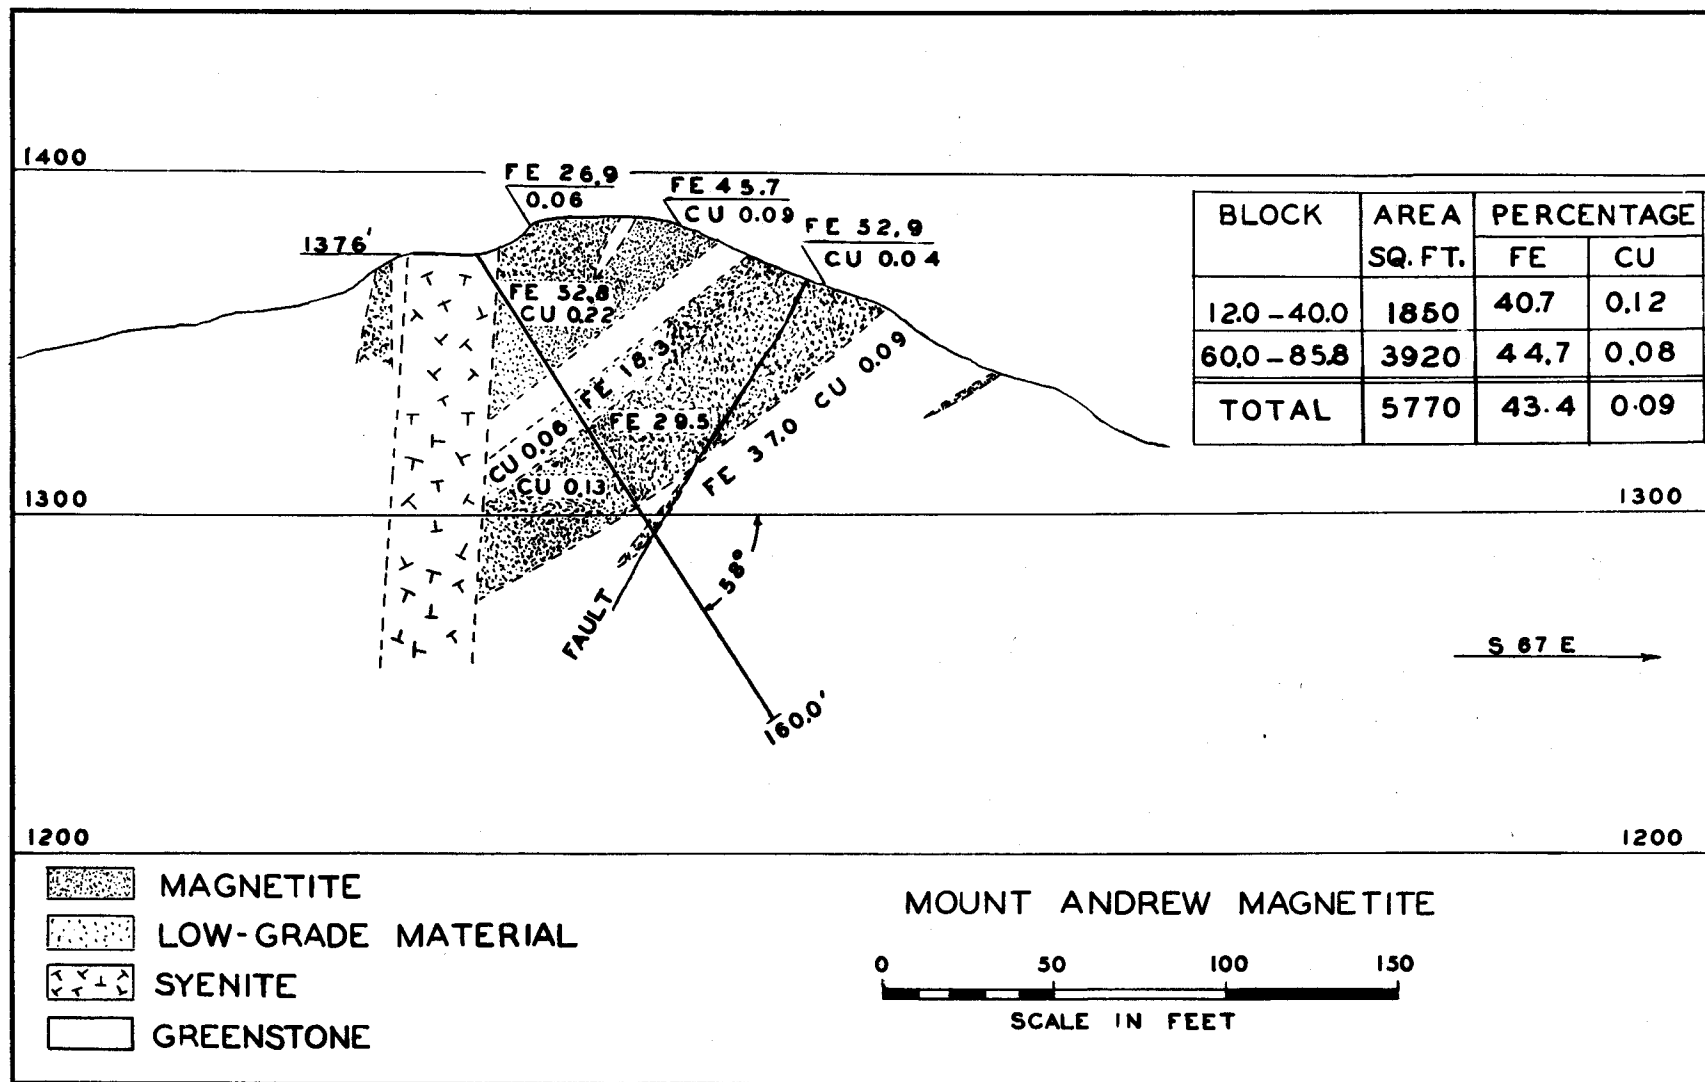 1400
FE 26.9
0.06
FE 45.7
CU 0.09
FE 52.9
CU 0.04
1376'
FE 52.8
CU 0.22
FE 18.3
CU 0.06
FE 29.5
CU 0.13
FE 37.0 CU 0.09
1300
1300
58°
FAULT
160.0'
S 67 E
1200
1200
BLOCK AREA SQ. FT. PERCENTAGE
FE CU
12.0-40.0 1850 40.7 0.12
60.0-85.8 3920 44.7 0.08
TOTAL 5770 43.4 0.09
MAGNETITE
LOW-GRADE MATERIAL
SYENITE
GREENSTONE
MOUNT ANDREW MAGNETITE
0 50 100 150
SCALE IN FEET